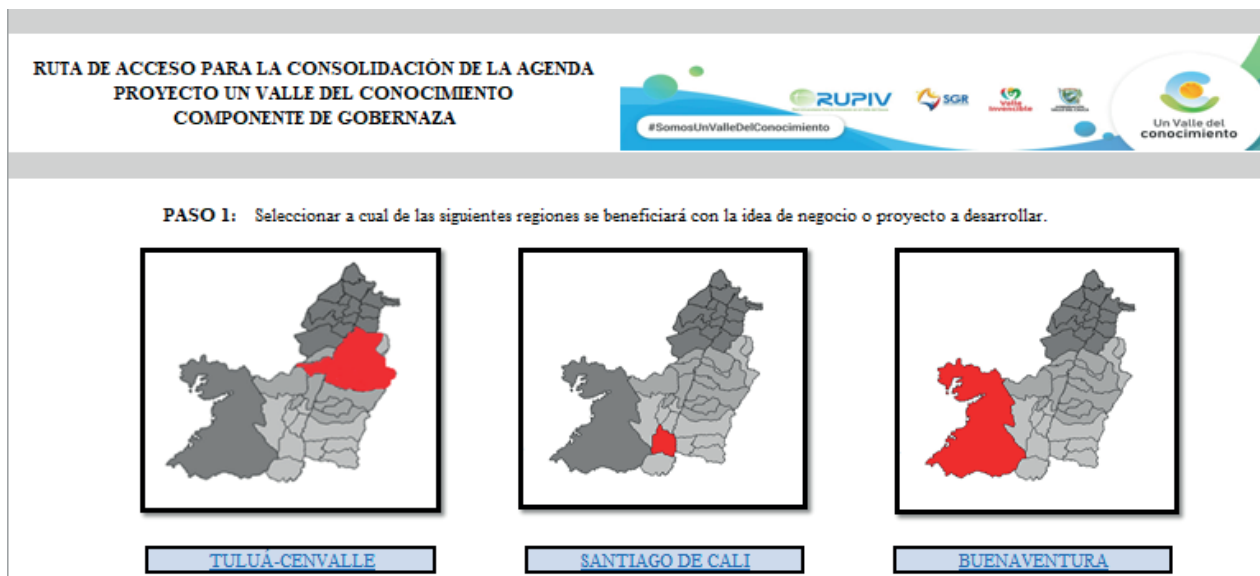 RUTA DE ACCESO PARA LA CONSOLIDACIÓN DE LA AGENDA
PROYECTO UN VALLE DEL CONOCIMIENTO
COMPONENTE DE GOBERNAZA
RUPIV
SGR
Valle
Invencible
#SomosUnValleDelConocimiento
Un Valle del
conocimiento
PASO 1: Seleccionar a cual de las siguientes regiones se beneficiará con la idea de negocio o proyecto a desarrollar.
TULUÁ-CENVALLE
SANTIAGO DE CALI
BUENAVENTURA